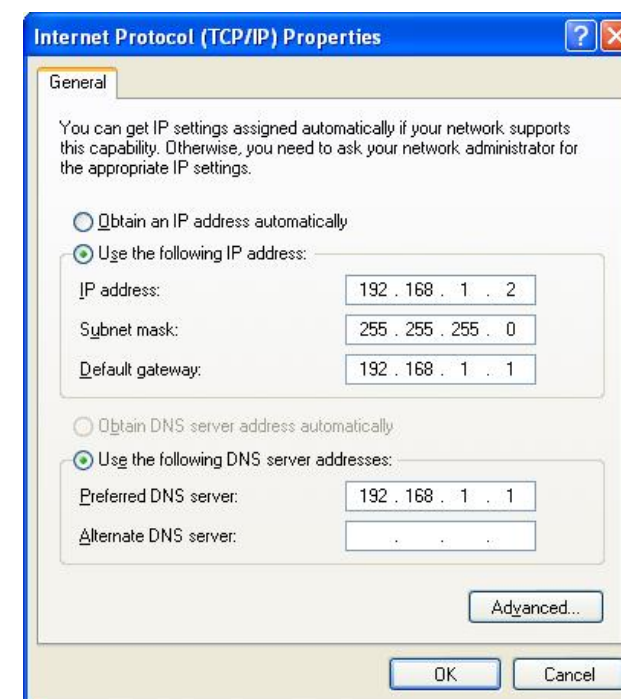 Internet Protocol (TCP/IP) Properties
General
You can get IP settings assigned automatically if your network supports
this capability. Otherwise, you need to ask your network administrator for
the appropriate IP settings.
Obtain an IP address automatically
Use the following IP address:
IP address: 192 . 168 . 1 . 2
Subnet mask: 255 . 255 . 255 . 0
Default gateway: 192 . 168 . 1 . 1
Obtain DNS server address automatically
Use the following DNS server addresses:
Preferred DNS server: 192 . 168 . 1 . 1
Alternate DNS server: . . .
Advanced...
OK Cancel